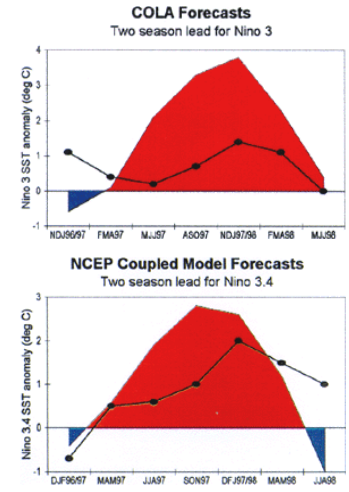 COLA Forecasts
Two season lead for Nino 3
Nino 3 SST anomaly (deg C)
4
3
2
1
0
-1
NDJ96/97 FMA97 MJJ97 ASO97 NDJ97/98 FMA98 MJJ98
NCEP Coupled Model Forecasts
Two season lead for Nino 3.4
Nino 3.4 SST anomaly (deg C)
3
2
1
0
-1
DJF96/97 MAM97 JJA97 SON97 DFJ97/98 MAM98 JJA98